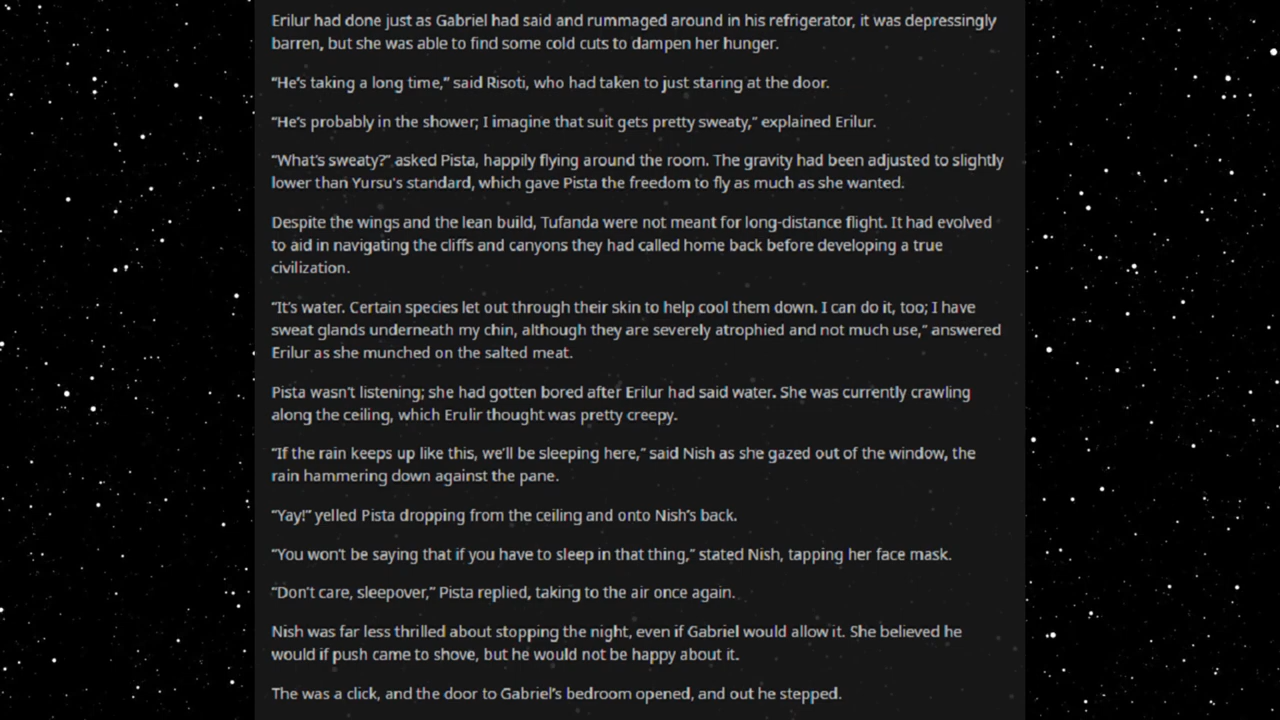 Erilur had done just as Gabriel had said and rummaged around in his refrigerator, it was depressingly
barren, but she was able to find some cold cuts to dampen her hunger.
“He’s taking a long time,” said Risoti, who had taken to just staring at the door.
“He’s probably in the shower; I imagine that suit gets pretty sweaty,” explained Erilur.
“What’s sweaty?” asked Pista, happily flying around the room. The gravity had been adjusted to slightly
lower than Yursu's standard, which gave Pista the freedom to fly as much as she wanted.
Despite the wings and the lean build, Tufanda were not meant for long-distance flight. It had evolved
to aid in navigating the cliffs and canyons they had called home back before developing a true
civilization.
“It’s water. Certain species let out through their skin to help cool them down. I can do it, too; I have
sweat glands underneath my chin, although they are severely atrophied and not much use,” answered
Erilur as she munched on the salted meat.
Pista wasn’t listening; she had gotten bored after Erilur had said water. She was currently crawling
along the ceiling, which Erulir thought was pretty creepy.
“If the rain keeps up like this, we’ll be sleeping here,” said Nish as she gazed out of the window, the
rain hammering down against the pane.
“Yay!” yelled Pista dropping from the ceiling and onto Nish’s back.
“You won’t be saying that if you have to sleep in that thing,” stated Nish, tapping her face mask.
“Don’t care, sleepover,” Pista replied, taking to the air once again.
Nish was far less thrilled about stopping the night, even if Gabriel would allow it. She believed he
would if push came to shove, but he would not be happy about it.
The was a click, and the door to Gabriel’s bedroom opened, and out he stepped.